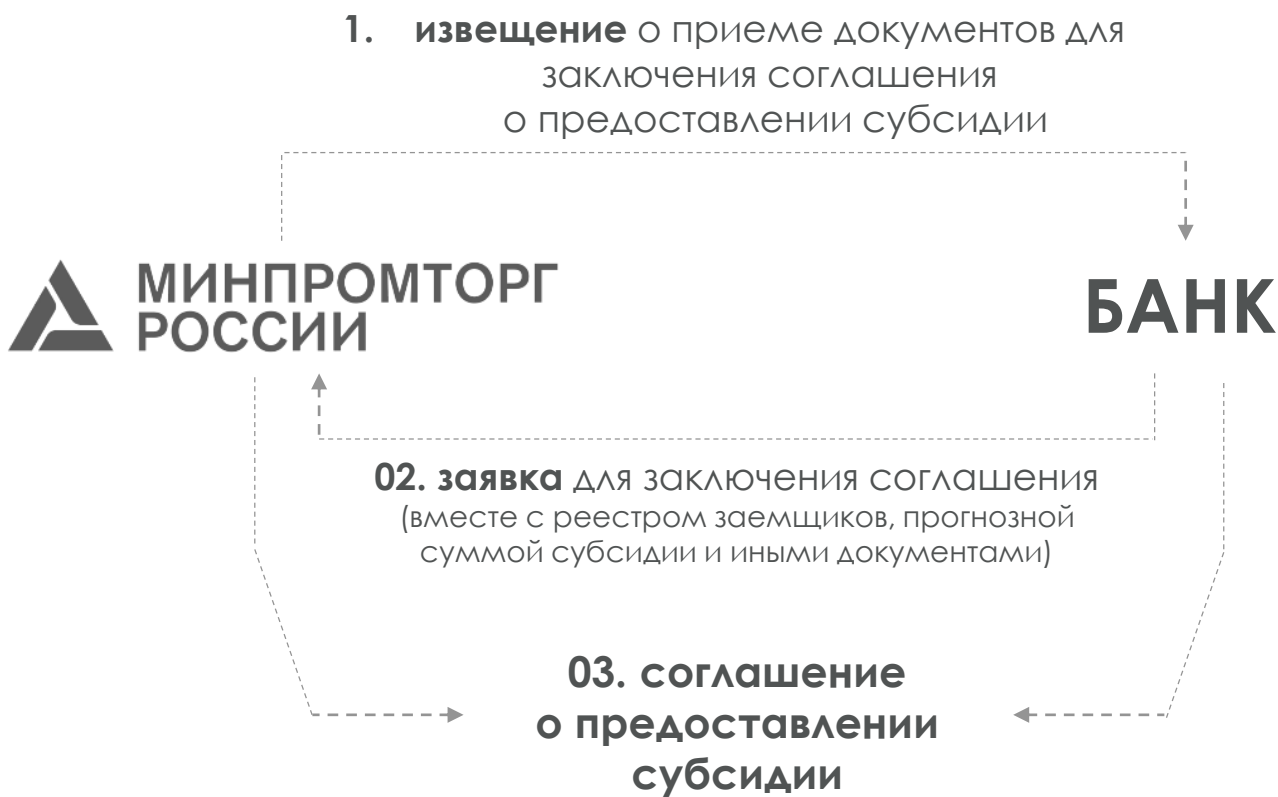 1. извещение о приеме документов для
заключения соглашения
о предоставлении субсидии
МИНПРОМТОРГ
РОССИИ
БАНК
02. заявка для заключения соглашения
(вместе с реестром заемщиков, прогнозной
суммой субсидии и иными документами)
03. соглашение
о предоставлении
субсидии